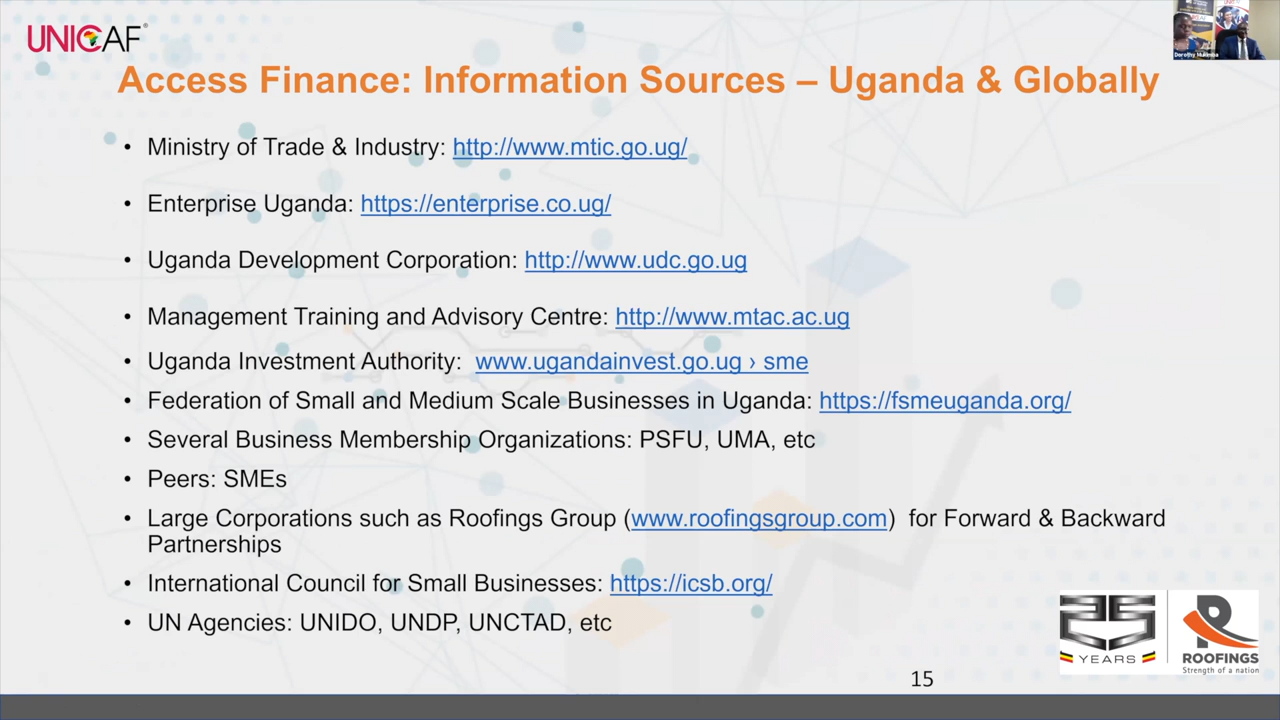 UNICAF®
Access Finance: Information Sources – Uganda & Globally
• Ministry of Trade & Industry: http://www.mtic.go.ug/
• Enterprise Uganda: https://enterprise.co.ug/
• Uganda Development Corporation: http://www.udc.go.ug
• Management Training and Advisory Centre: http://www.mtac.ac.ug
• Uganda Investment Authority: www.ugandainvest.go.ug › sme
• Federation of Small and Medium Scale Businesses in Uganda: https://fsmeuganda.org/
• Several Business Membership Organizations: PSFU, UMA, etc
• Peers: SMEs
• Large Corporations such as Roofings Group (www.roofingsgroup.com) for Forward & Backward
Partnerships
• International Council for Small Businesses: https://icsb.org/
• UN Agencies: UNIDO, UNDP, UNCTAD, etc
25
YEARS
ROOFINGS
Strength of a nation
15